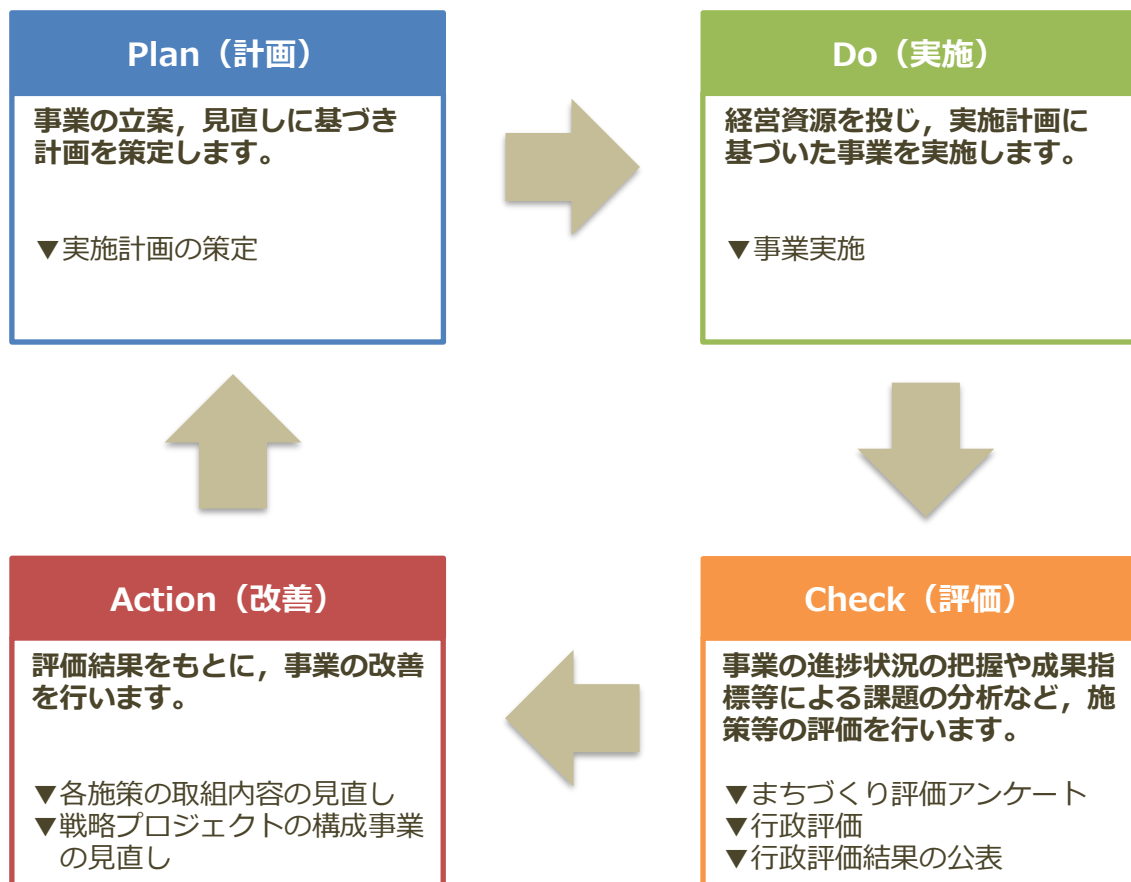 Plan（計画）
事業の立案，見直しに基づき
計画を策定します。
▼実施計画の策定
Do（実施）
経営資源を投じ，実施計画に
基づいた事業を実施します。
▼事業実施
Action（改善）
評価結果をもとに，事業の改善
を行います。
▼各施策の取組内容の見直し
▼戦略プロジェクトの構成事業
の見直し
Check（評価）
事業の進捗状況の把握や成果指
標等による課題の分析など，施
策等の評価を行います。
▼まちづくり評価アンケート
▼行政評価
▼行政評価結果の公表